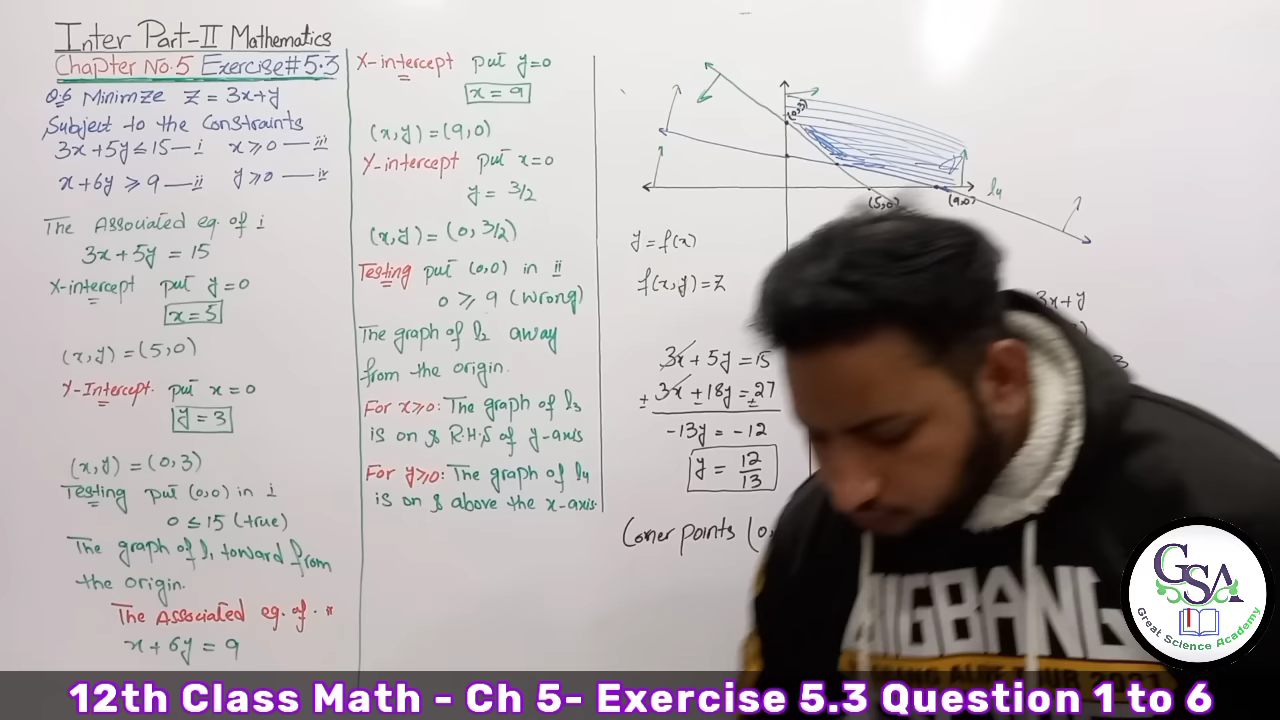 Inter Part-II Mathematics
Chapter No.5 Exercise#5.3
Q.6 Minimze Z = 3x+y
Subject to the Constraints
3x+5y ≤ 15 — i x ≥ 0 — iii
x+6y ≥ 9 — ii y ≥ 0 — iv
The Associated eq. of i
3x+5y = 15
X-intercept put y=0
x = 5
(x,y) = (5,0)
Y-Intercept. put x=0
y = 3
(x,y) = (0,3)
Testing put (0,0) in i
0 ≤ 15 (true)
The graph of l₁ toward from
the origin.
The Associated eq. of ii
x+6y = 9
X-intercept put y=0
x = 9
(x,y) = (9,0)
Y-intercept put x=0
y = 3/2
(x,y) = (0, 3/2)
Testing put (0,0) in ii
0 ≥ 9 (wrong)
The graph of l₂ away
from the origin.
For x≥0: The graph of l₃
is on & R.H.S of y-axis
For y≥0: The graph of l₄
is on & above the x-axis.
(0,3)
l₄
(5,0)
(9,0)
y = f(x)
f(x,y) = Z
3x+y
3x + 5y = 15
± 3x ± 18y = ± 27
-13y = -12
y = 12/13
3
Corner points (0,
BIGBANG
GSA
Great Science Academy
12th Class Math - Ch 5- Exercise 5.3 Question 1 to 6